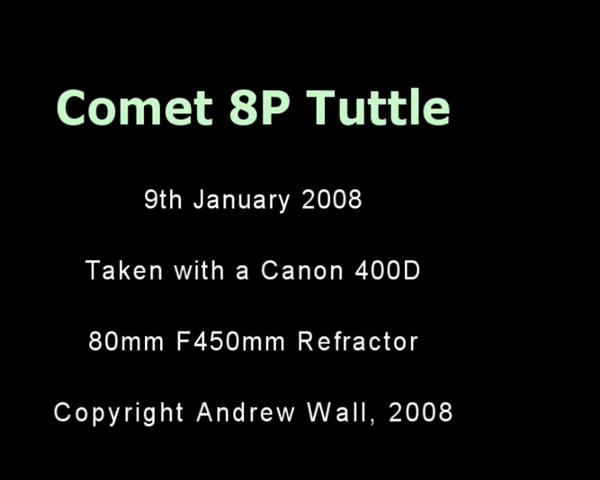 Comet 8P Tuttle
9th January 2008
Taken with a Canon 400D
80mm F450mm Refractor
Copyright Andrew Wall, 2008